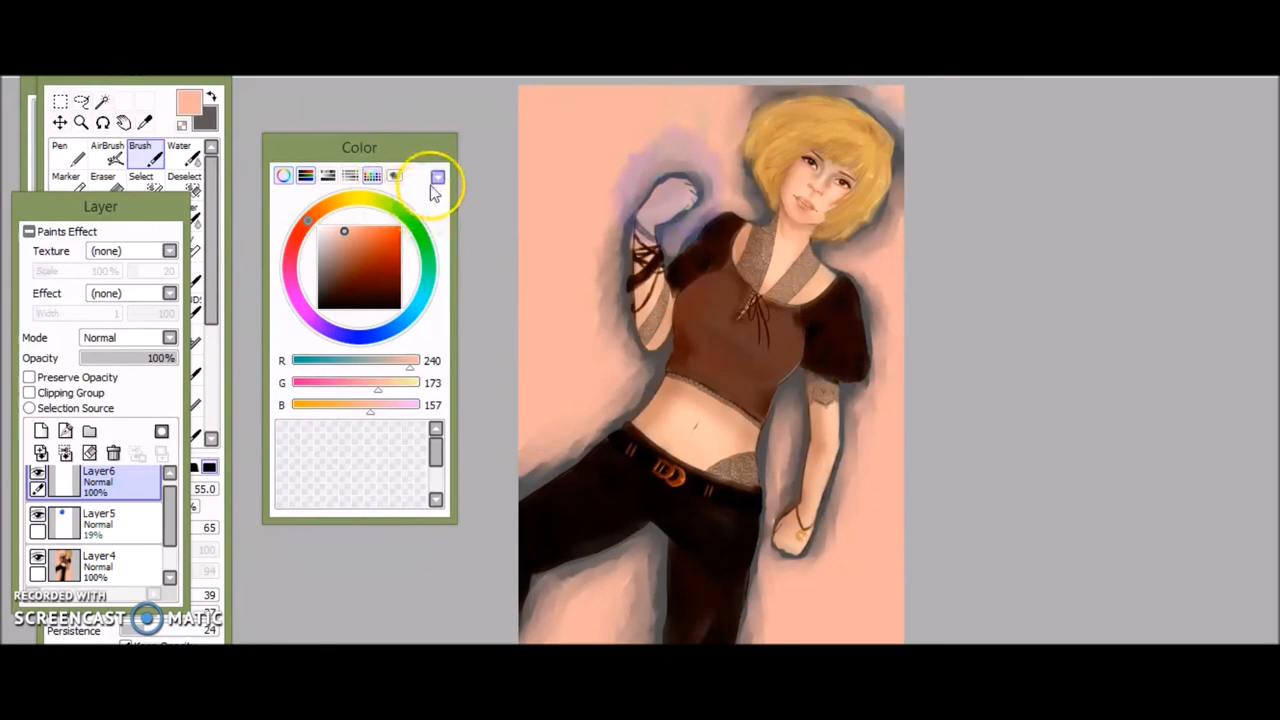 Pen AirBrush Brush Water
Marker Eraser Select Deselect
Layer
Paints Effect
Texture (none)
Scale 100% 20
Effect (none)
Width 1 100
Mode Normal
Opacity 100%
Preserve Opacity
Clipping Group
Selection Source
Layer6
Normal
100%
Layer5
Normal
19%
Layer4
Normal
100%
55.0
%
65
100
94
39
RECORDED WITH
SCREENCAST MATIC
Persistence 24
Color
R 240
G 173
B 157